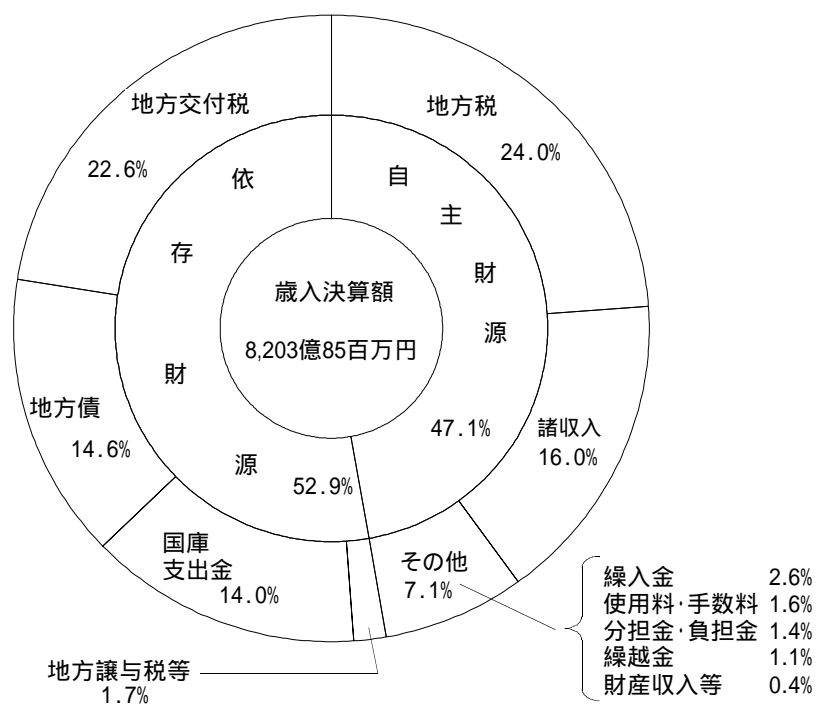 地方交付税
22.6%
地方税
24.0%
依存財源
52.9%
自主財源
47.1%
歳入決算額
8,203億85百万円
地方債
14.6%
諸収入
16.0%
国庫
支出金
14.0%
その他
7.1%
地方譲与税等
1.7%
繰入金 2.6%
使用料・手数料 1.6%
分担金・負担金 1.4%
繰越金 1.1%
財産収入等 0.4%